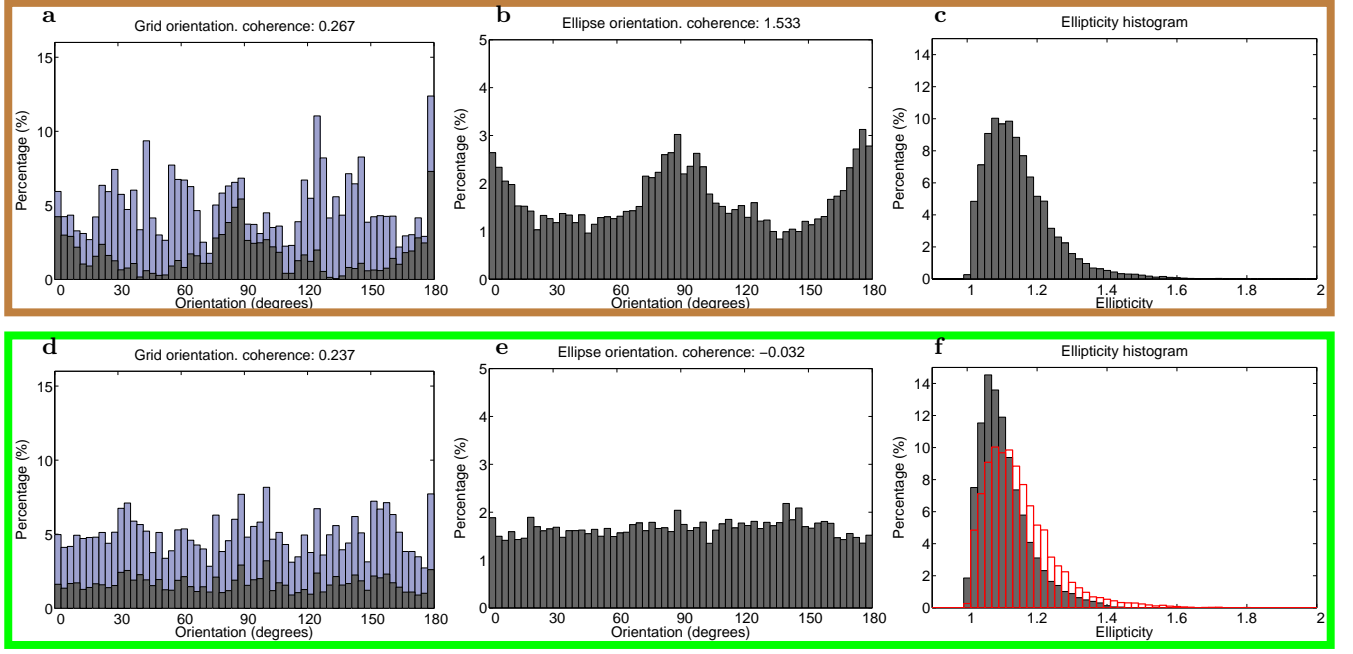 a
Grid orientation. coherence: 0.267
15
10
5
0
Percentage (%)
0 30 60 90 120 150 180
Orientation (degrees)
b
Ellipse orientation. coherence: 1.533
5
4
3
2
1
0
Percentage (%)
0 30 60 90 120 150 180
Orientation (degrees)
c
Ellipticity histogram
14
12
10
8
6
4
2
0
Percentage (%)
1 1.2 1.4 1.6 1.8 2
Ellipticity
d
Grid orientation. coherence: 0.237
15
10
5
0
Percentage (%)
0 30 60 90 120 150 180
Orientation (degrees)
e
Ellipse orientation. coherence: −0.032
5
4
3
2
1
0
Percentage (%)
0 30 60 90 120 150 180
Orientation (degrees)
f
Ellipticity histogram
14
12
10
8
6
4
2
0
Percentage (%)
1 1.2 1.4 1.6 1.8 2
Ellipticity